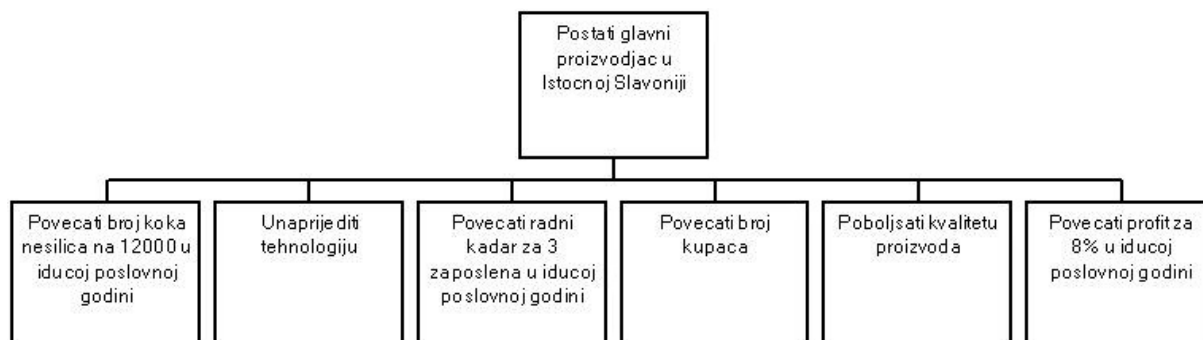 Postati glavni
proizvodjac u
Istocnoj Slavoniji
Povecati broj koka
nesilica na 12000 u
iducoj poslovnoj
godini
Unaprijediti
tehnologiju
Povecati radni
kadar za 3
zaposlena u iducoj
poslovnoj godini
Povecati broj
kupaca
Poboljsati kvalitetu
proizvoda
Povecati profit za
8% u iducoj
poslovnoj godini